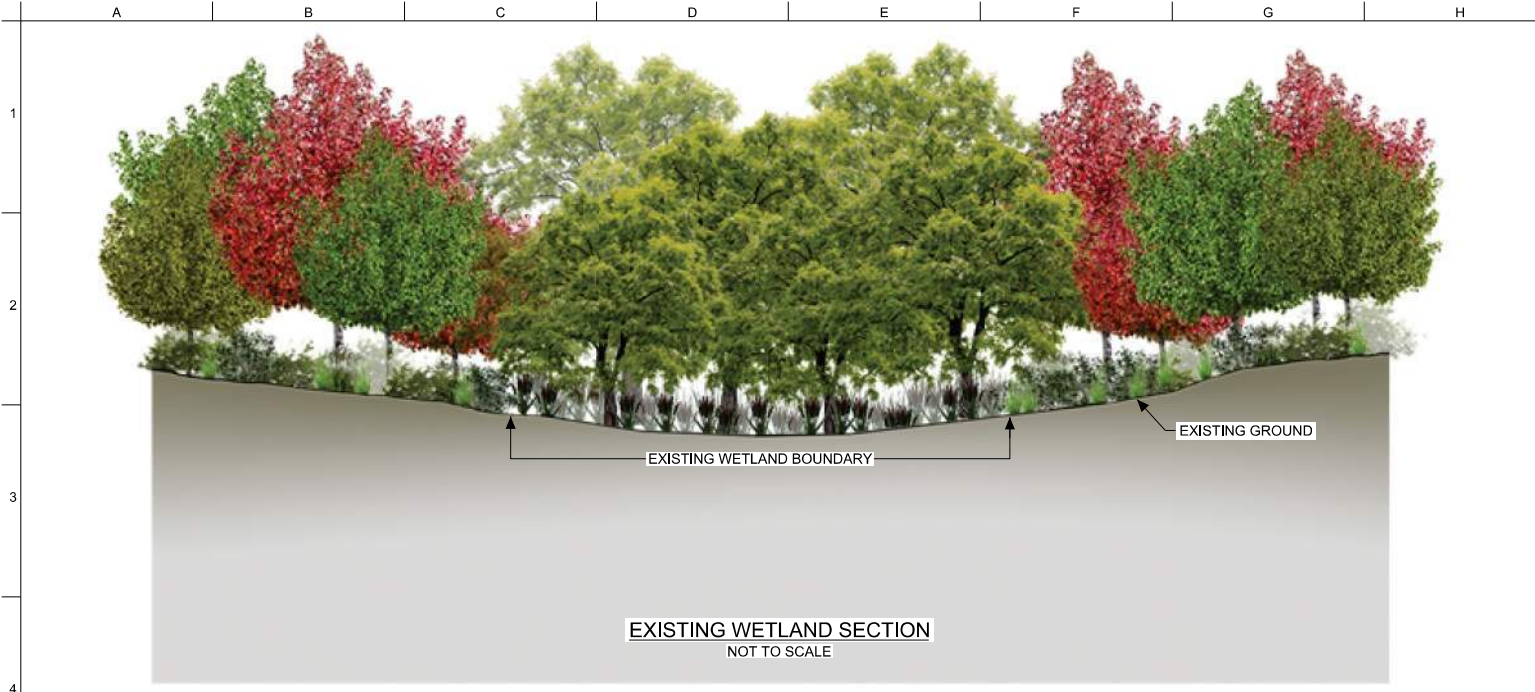 A B C D E F G H
1
2
EXISTING GROUND
EXISTING WETLAND BOUNDARY
3
EXISTING WETLAND SECTION
NOT TO SCALE
4